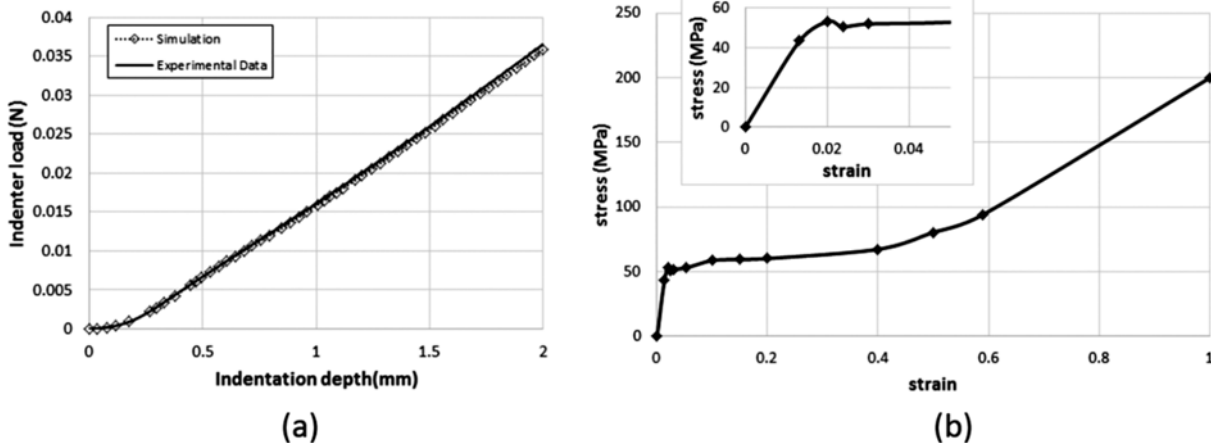 0.04
0.035
0.03
0.025
0.02
0.015
0.01
0.005
0
Indenter load (N)
Simulation
Experimental Data
0 0.5 1 1.5 2
Indentation depth(mm)
(a)
250
200
150
100
50
0
stress (MPa)
60
40
20
0
stress (MPa)
0 0.02 0.04
strain
0 0.2 0.4 0.6 0.8 1
strain
(b)